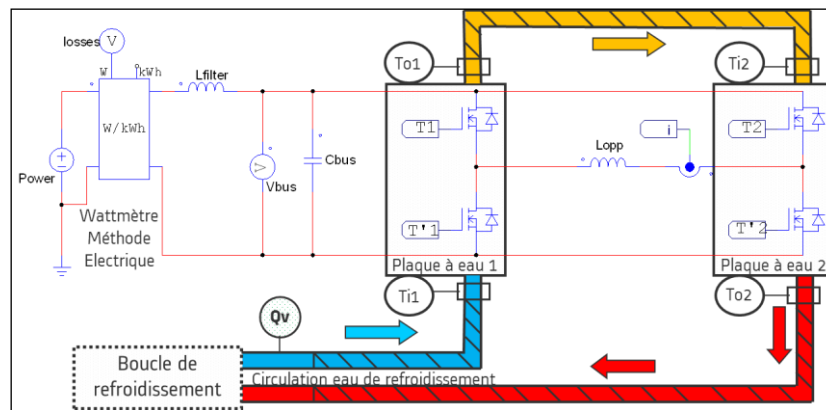 losses
V
W
kWh
Lfilter
W/kWh
Power
Wattmètre
Méthode
Electrique
V
Vbus
Cbus
To1
Ti2
T1
T2
i
Lopp
T'1
T'2
Plaque à eau 1
Plaque à eau 2
Ti1
To2
Qv
Boucle de
refroidissement
Circulation eau de refroidissement